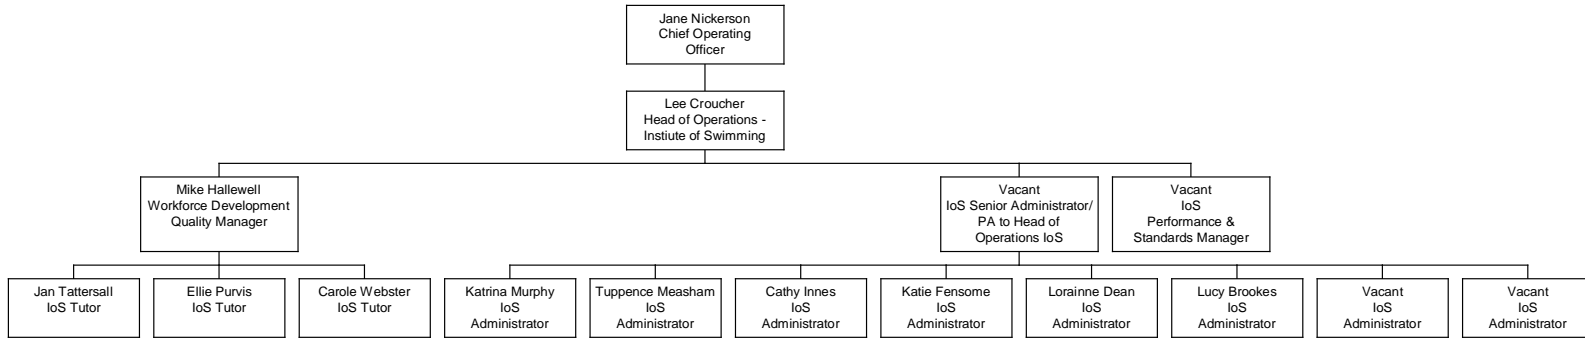 Jane Nickerson
Chief Operating
Officer
Lee Croucher
Head of Operations -
Instiute of Swimming
Mike Hallewell
Workforce Development
Quality Manager
Vacant
IoS Senior Administrator/
PA to Head of
Operations IoS
Vacant
IoS
Performance &
Standards Manager
Jan Tattersall
IoS Tutor
Ellie Purvis
IoS Tutor
Carole Webster
IoS Tutor
Katrina Murphy
IoS
Administrator
Tuppence Measham
IoS
Administrator
Cathy Innes
IoS
Administrator
Katie Fensome
IoS
Administrator
Lorainne Dean
IoS
Administrator
Lucy Brookes
IoS
Administrator
Vacant
IoS
Administrator
Vacant
IoS
Administrator